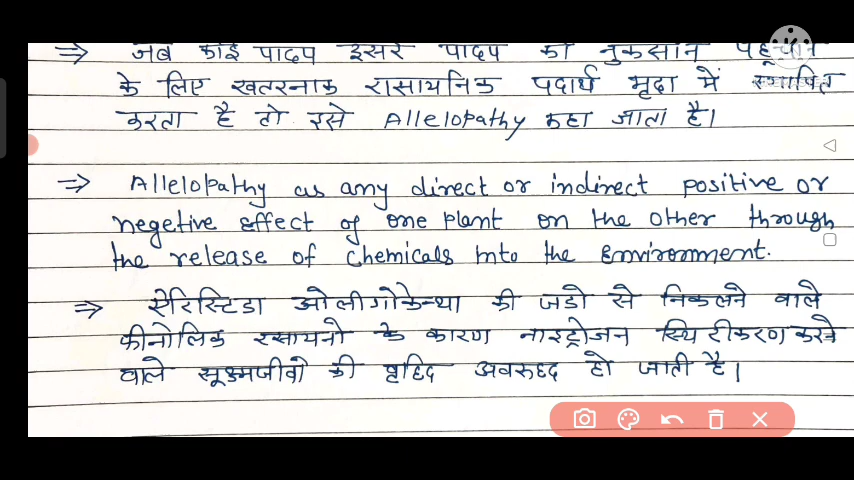 ⇒ जब कोई पादप दूसरे पादप को नुकसान पहूचाने
के लिए खतरनाक रासायनिक पदार्थ मृदा में स्थापित
करता है तो इसे Allelopathy कहा जाता है।
⇒ Allelopathy as any direct or indirect positive or
negetive Effect of one plant on the other through
the release of chemicals into the Environment.
⇒ ऐरिस्टिडा ओलीगोकेन्था की जडो से निकलने वाले
फीनोलिक रसायनो के कारण नाइट्रोजन स्थिरीकरण करने
वाले सूक्ष्मजीवो की वृद्दि अवरुद्द हो जाती है।